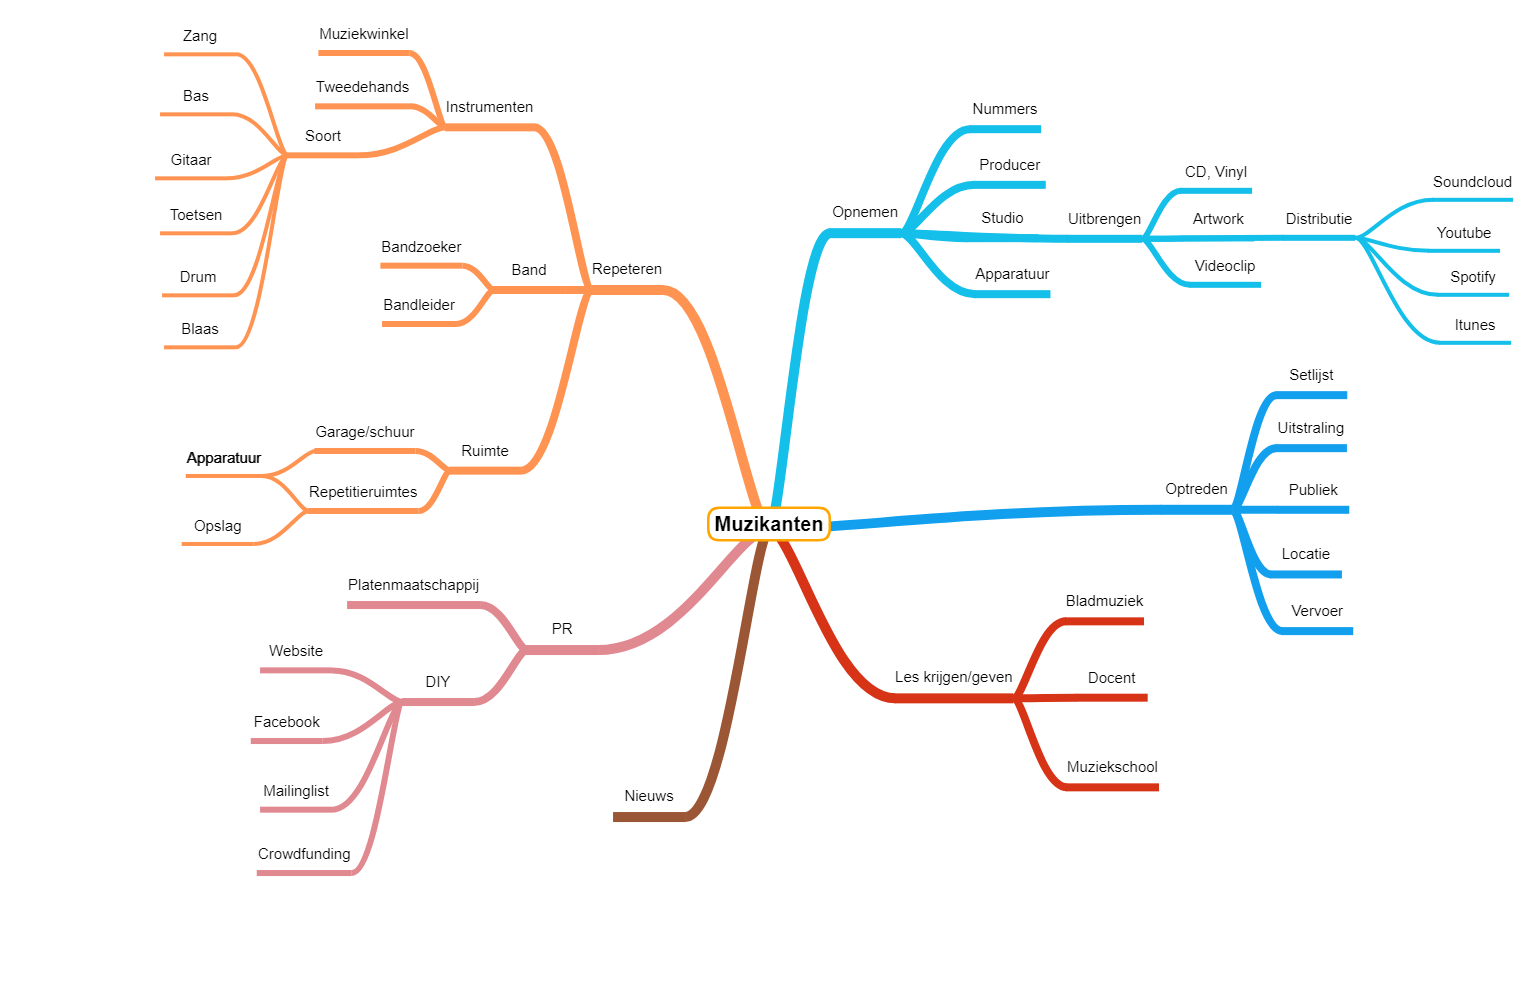 Muzikanten
Repeteren
Instrumenten
Muziekwinkel
Tweedehands
Soort
Zang
Bas
Gitaar
Toetsen
Drum
Blaas
Band
Bandzoeker
Bandleider
Ruimte
Garage/schuur
Repetitieruimtes
Apparatuur
Opslag
PR
Platenmaatschappij
DIY
Website
Facebook
Mailinglist
Crowdfunding
Nieuws
Opnemen
Nummers
Producer
Studio
Apparatuur
Uitbrengen
CD, Vinyl
Artwork
Videoclip
Distributie
Soundcloud
Youtube
Spotify
Itunes
Optreden
Setlijst
Uitstraling
Publiek
Locatie
Vervoer
Les krijgen/geven
Bladmuziek
Docent
Muziekschool